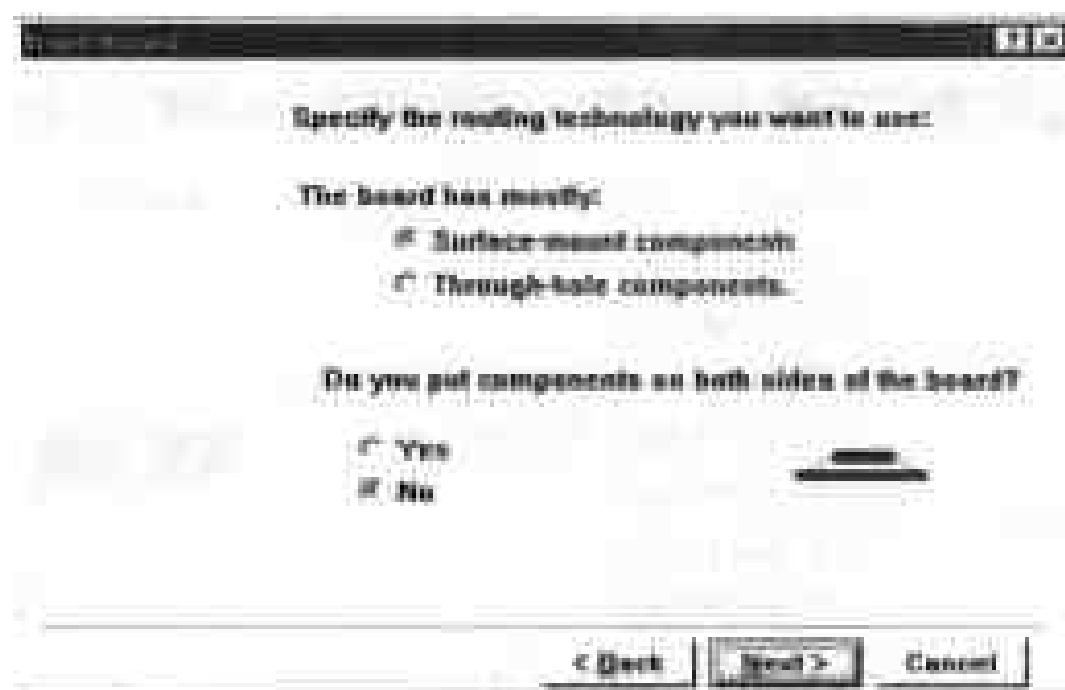 Specify the routing technology you want to use:
The board has mostly:
Surface-mount components
Through-hole components.
Do you put components on both sides of the board?
Yes
No
< Back
Next >
Cancel